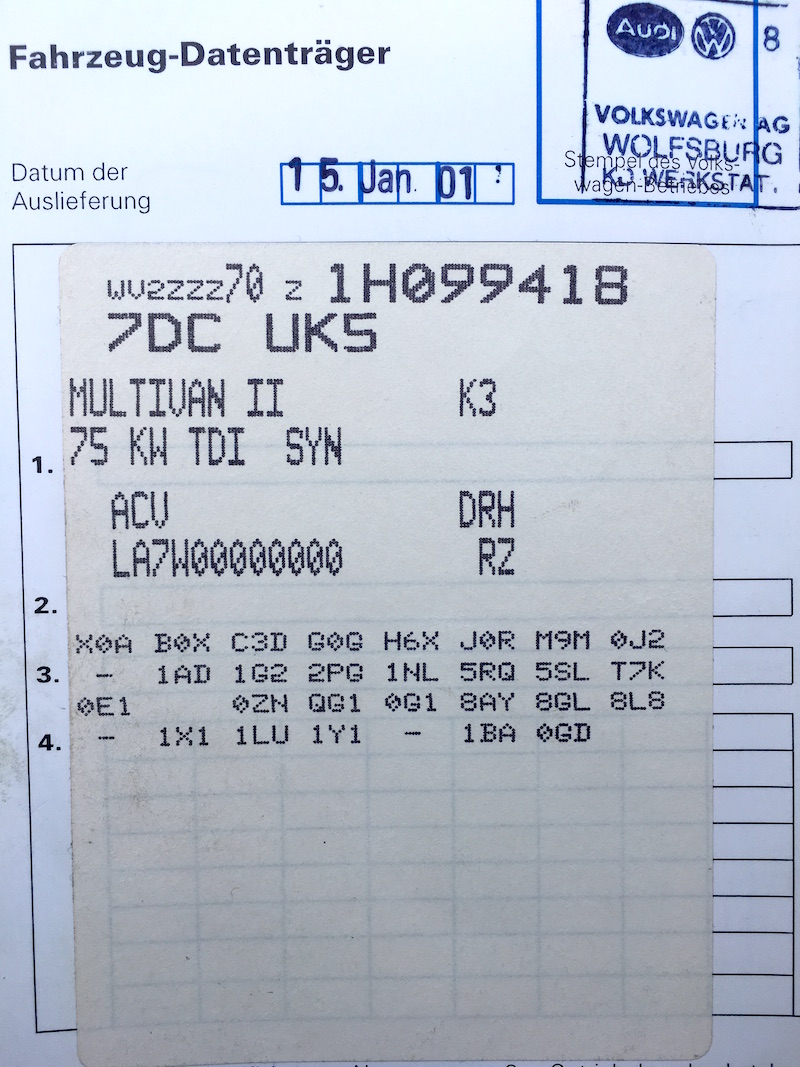 Audi VW 8
Fahrzeug-Datenträger
VOLKSWAGEN AG
WOLFSBURG
Stempel des Volks-
wagen-Betriebes
KD WERKSTAT.
Datum der
Auslieferung
15. Jan. 01
WV2ZZZ70 Z 1H099418
7DC UK5
MULTIVAN II K3
75 KW TDI SYN
1.
ACV DRH
LA7W00000000 RZ
2.
X0A B0X C3D G0G H6X J0R M9M 0J2
3. - 1AD 1G2 2PG 1NL 5RQ 5SL T7K
0E1 0ZN QG1 0G1 8AY 8GL 8L8
4. - 1X1 1LU 1Y1 - 1BA 0GD